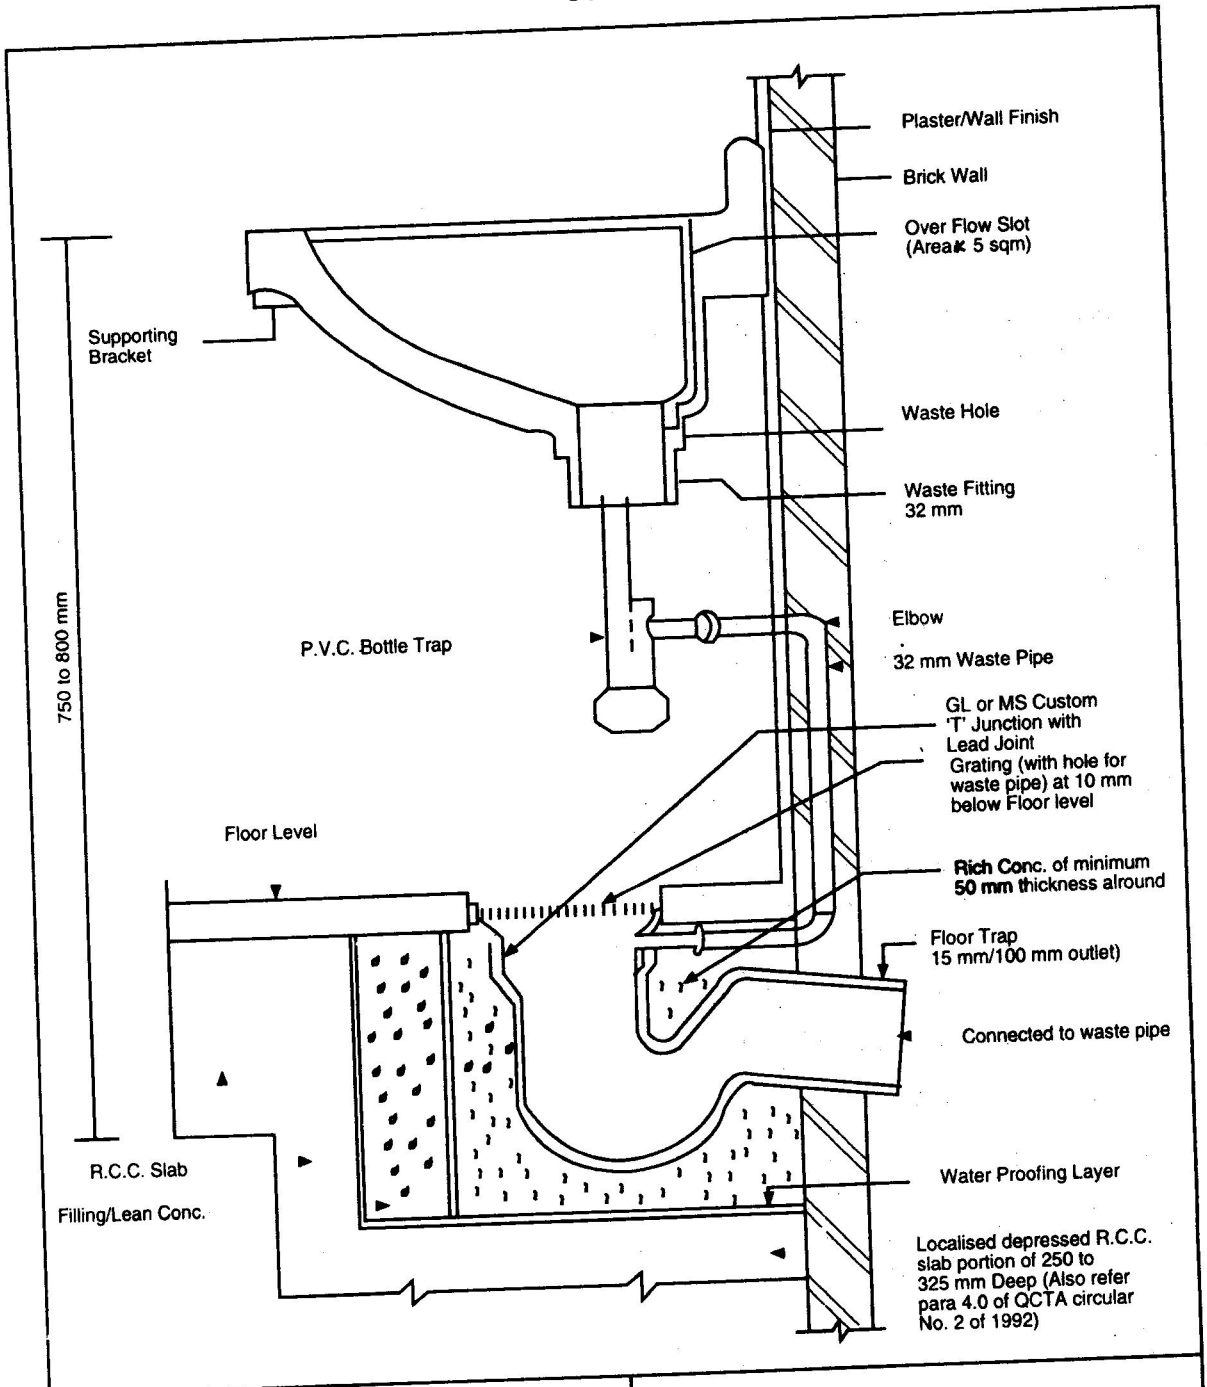 Plaster/Wall Finish
Brick Wall
Over Flow Slot
(Area≮ 5 sqm)
Supporting
Bracket
Waste Hole
Waste Fitting
32 mm
750 to 800 mm
P.V.C. Bottle Trap
Elbow
32 mm Waste Pipe
GL or MS Custom
'T' Junction with
Lead Joint
Grating (with hole for
waste pipe) at 10 mm
below Floor level
Floor Level
Rich Conc. of minimum
50 mm thickness alround
Floor Trap
15 mm/100 mm outlet)
Connected to waste pipe
R.C.C. Slab
Filling/Lean Conc.
Water Proofing Layer
Localised depressed R.C.C.
slab portion of 250 to
325 mm Deep (Also refer
para 4.0 of QCTA circular
No. 2 of 1992)